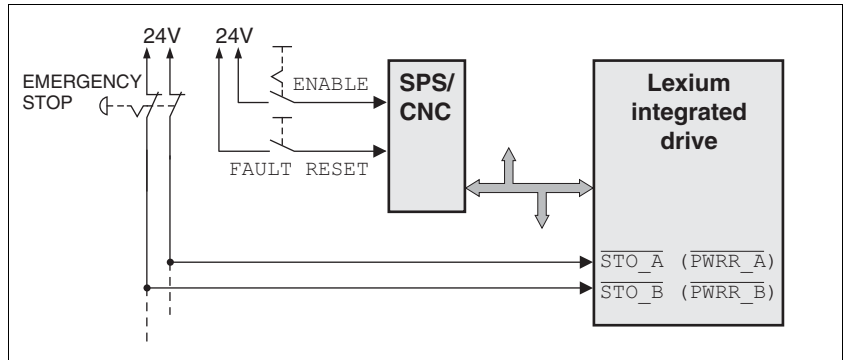 24V
24V
EMERGENCY
STOP
ENABLE
FAULT RESET
SPS/
CNC
Lexium
integrated
drive
STO_A (PWRR_A)
STO_B (PWRR_B)